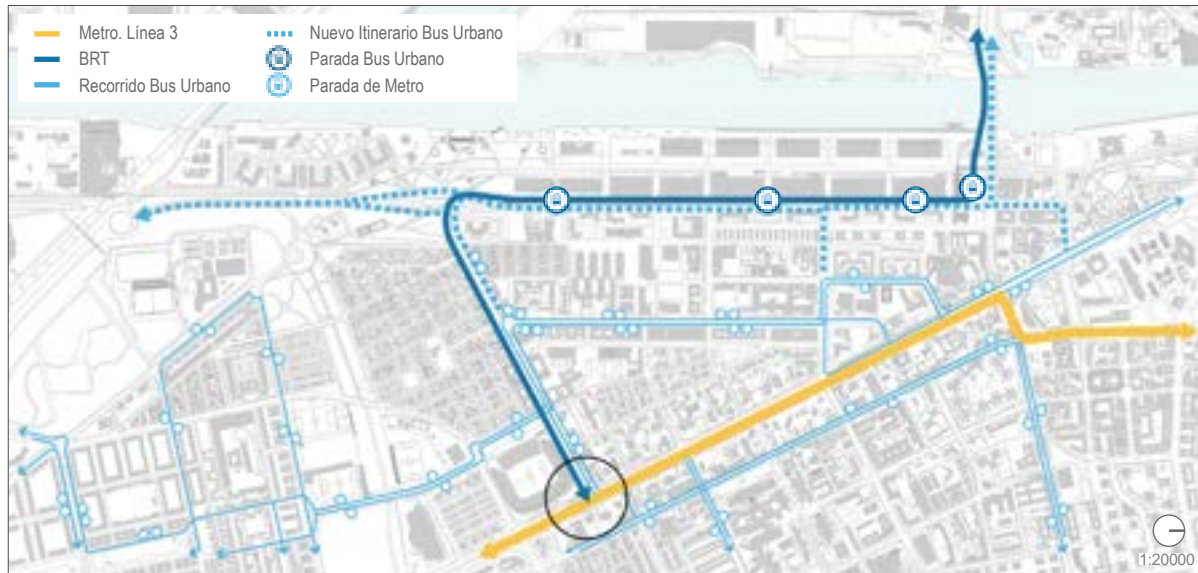 Metro. Línea 3
BRT
Recorrido Bus Urbano
Nuevo Itinerario Bus Urbano
Parada Bus Urbano
Parada de Metro
1:20000